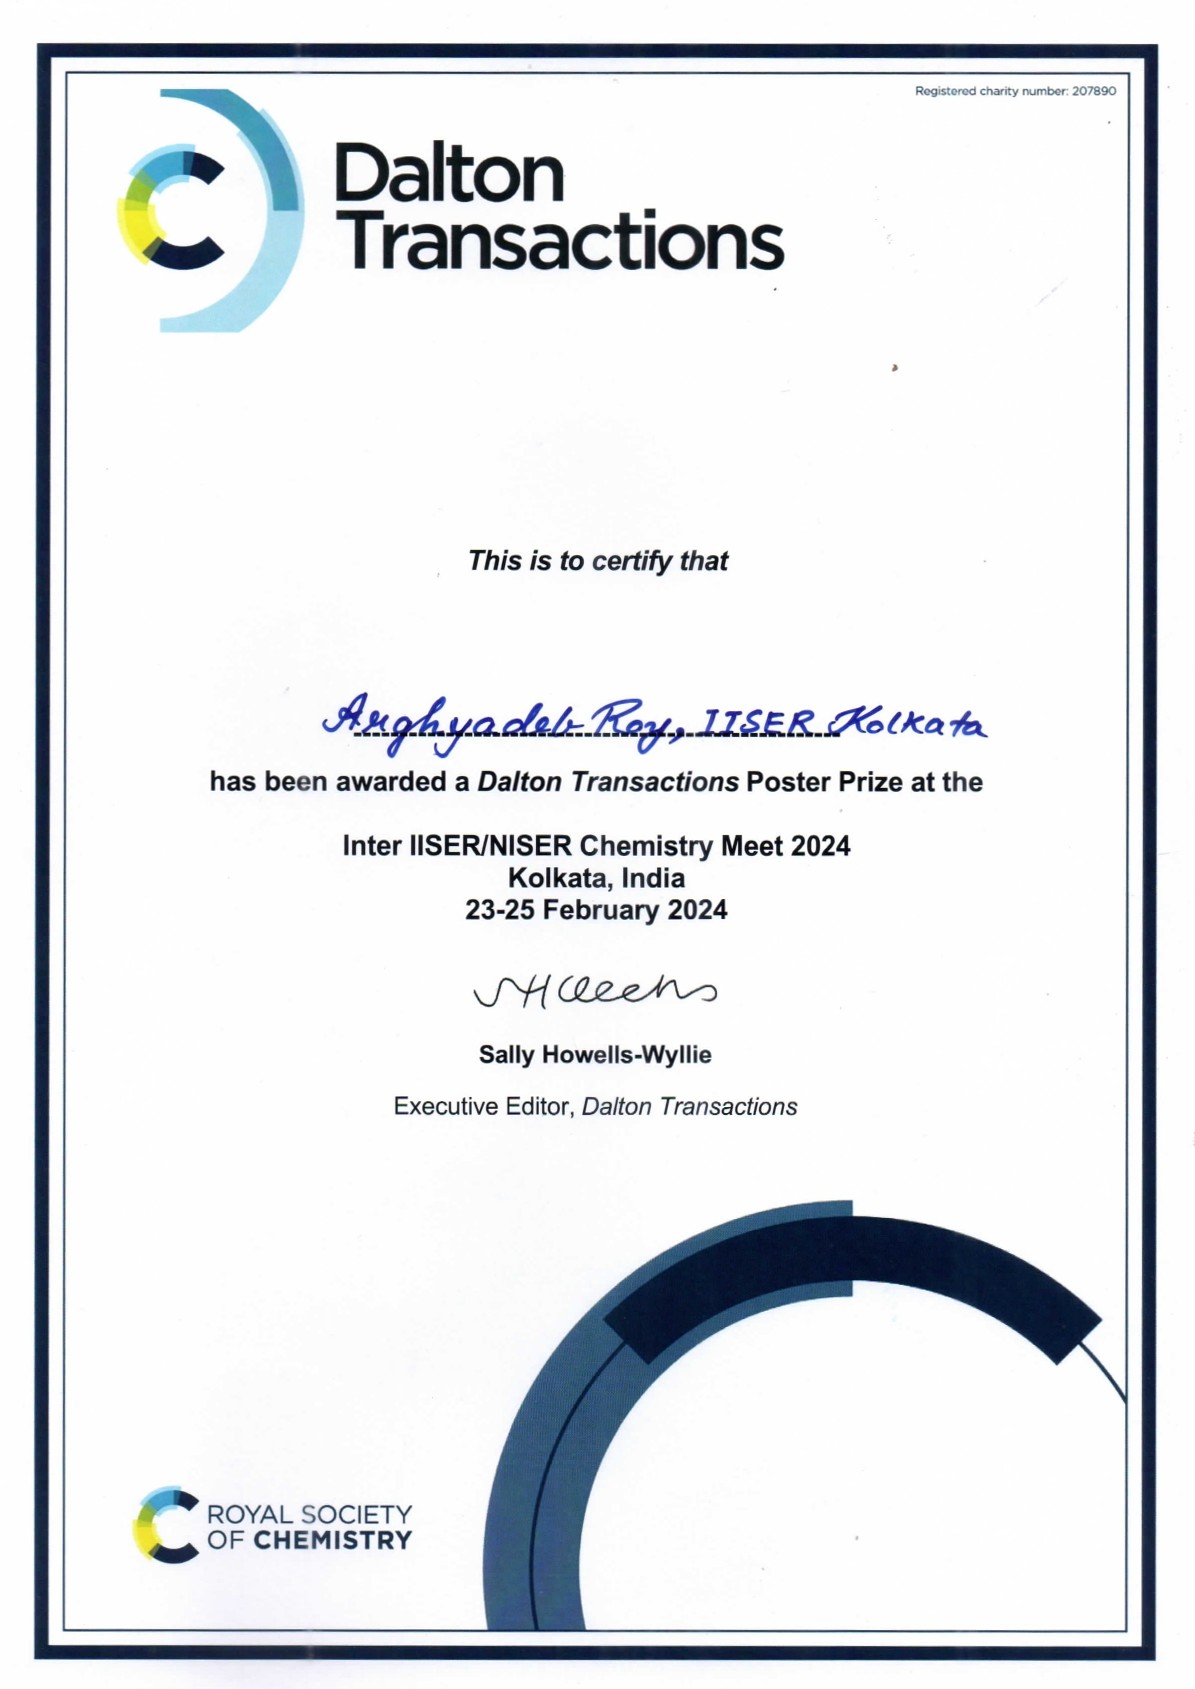 Registered charity number: 207890
Dalton
Transactions
This is to certify that
Arghyadeb Roy, IISER Kolkata
has been awarded a Dalton Transactions Poster Prize at the
Inter IISER/NISER Chemistry Meet 2024
Kolkata, India
23-25 February 2024
Sally Howells-Wyllie
Executive Editor, Dalton Transactions
ROYAL SOCIETY
OF CHEMISTRY